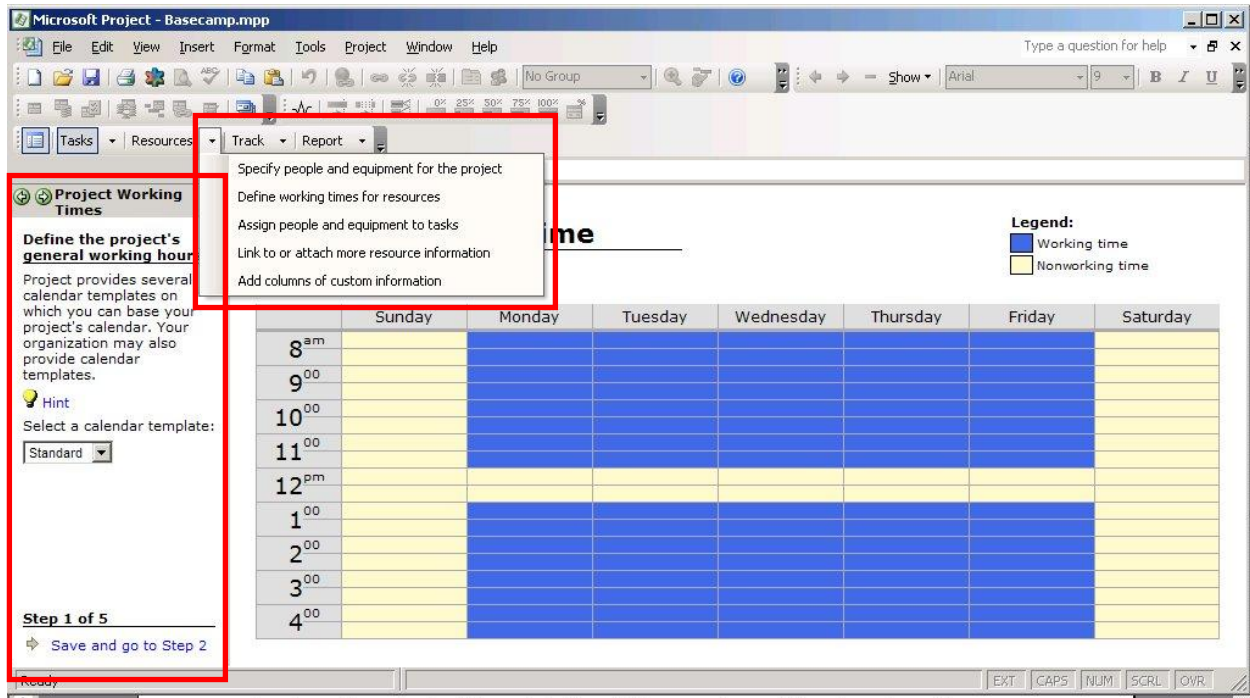 Microsoft Project - Basecamp.mpp
File Edit View Insert Format Tools Project Window Help Type a question for help
No Group Show Arial 9 B I U
0% 25% 50% 75% 100%
Tasks Resources Track Report
Specify people and equipment for the project
Define working times for resources
Assign people and equipment to tasks
Link to or attach more resource information
Add columns of custom information
Project Working
Times
Define the project's
general working hour
Project provides several
calendar templates on
which you can base your
project's calendar. Your
organization may also
provide calendar
templates.
Hint
Select a calendar template:
Standard
Step 1 of 5
Save and go to Step 2
ime
Legend:
Working time
Nonworking time
Sunday Monday Tuesday Wednesday Thursday Friday Saturday
8am
900
1000
1100
12pm
100
200
300
400
Ready EXT CAPS NUM SCRL OVR